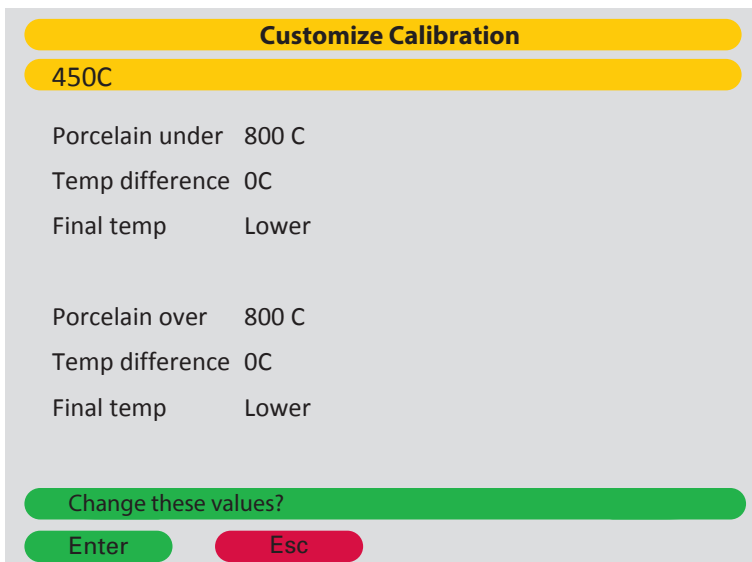 Customize Calibration
450C
Porcelain under 800 C
Temp difference 0C
Final temp Lower
Porcelain over 800 C
Temp difference 0C
Final temp Lower
Change these values?
Enter Esc